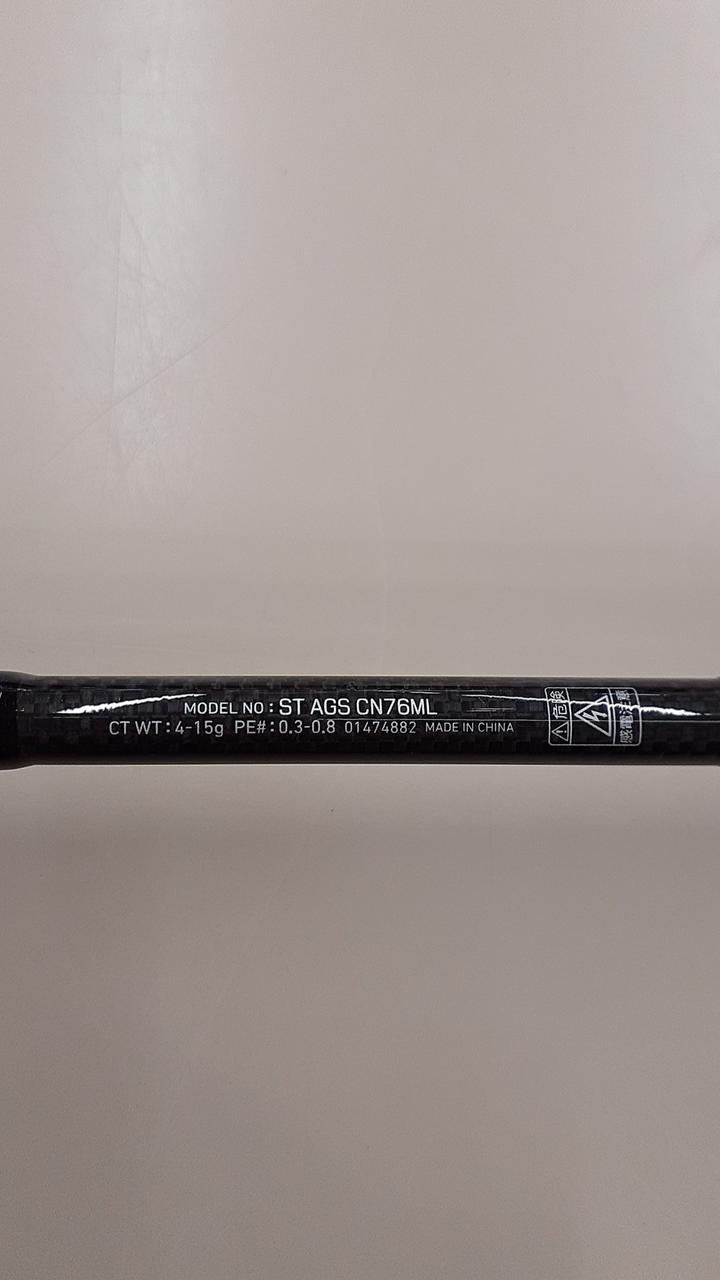 MODEL NO : ST AGS CN76ML
CT WT : 4-15g PE# : 0.3-0.8 01474882 MADE IN CHINA
危険
感電注意